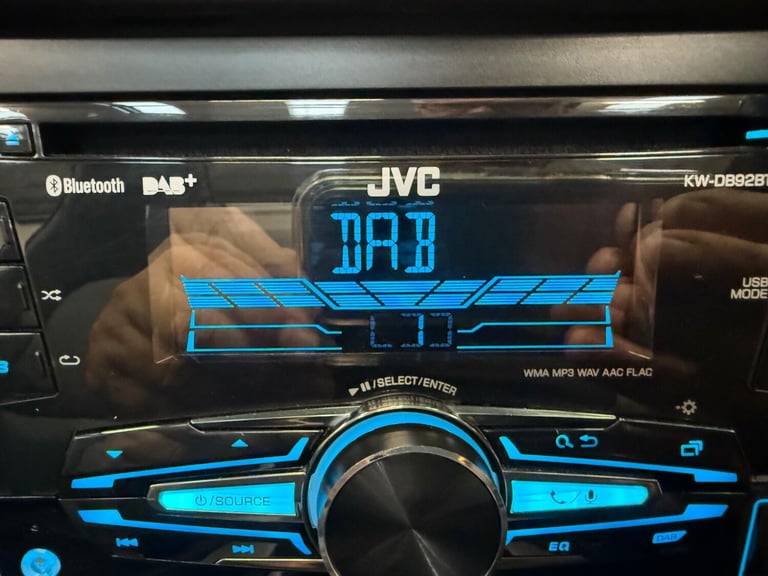 Bluetooth
DAB+
JVC
KW-DB92BT
DAB
USB
MODE
WMA MP3 WAV AAC FLAC
/SELECT/ENTER
/SOURCE
EQ
DAB